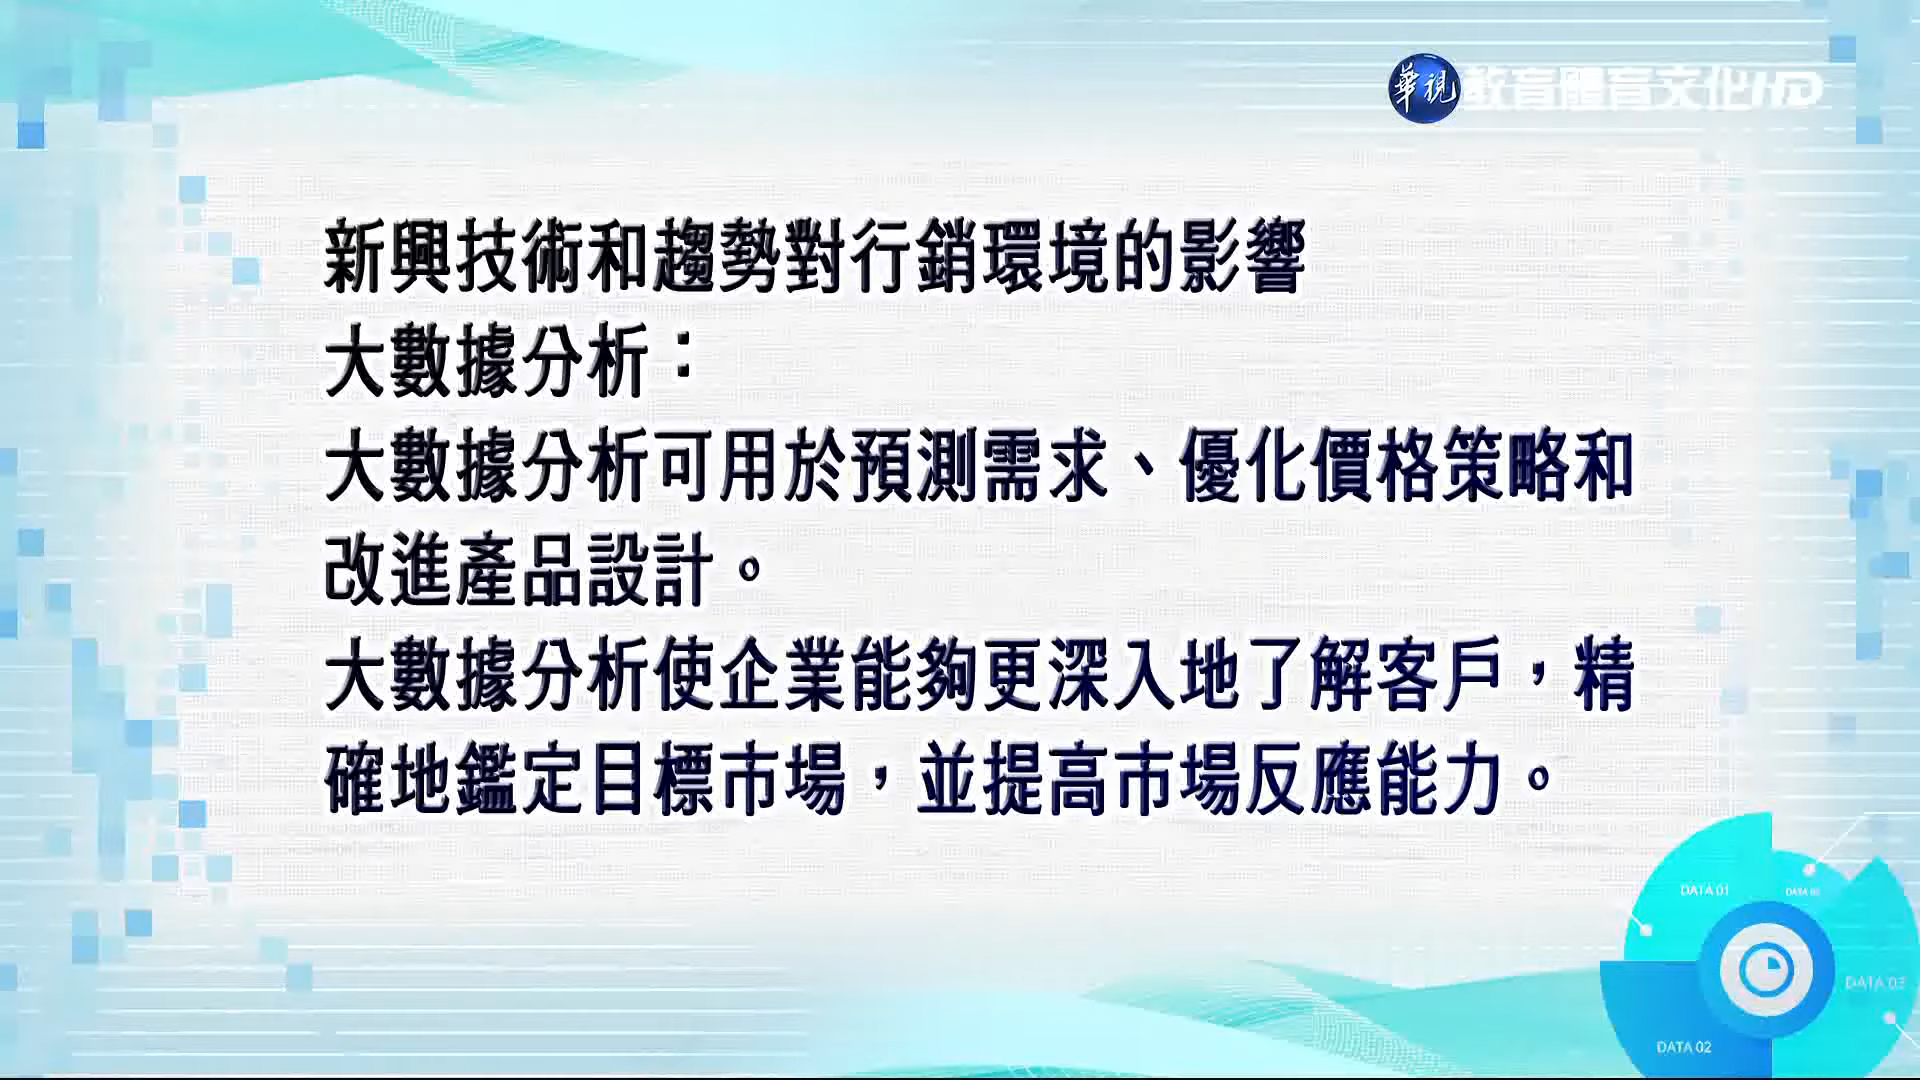 華視 教育體育文化HD
新興技術和趨勢對行銷環境的影響
大數據分析：
大數據分析可用於預測需求、優化價格策略和
改進產品設計。
大數據分析使企業能夠更深入地了解客戶，精
確地鑑定目標市場，並提高市場反應能力。
DATA 01
DATA 03
DATA 02